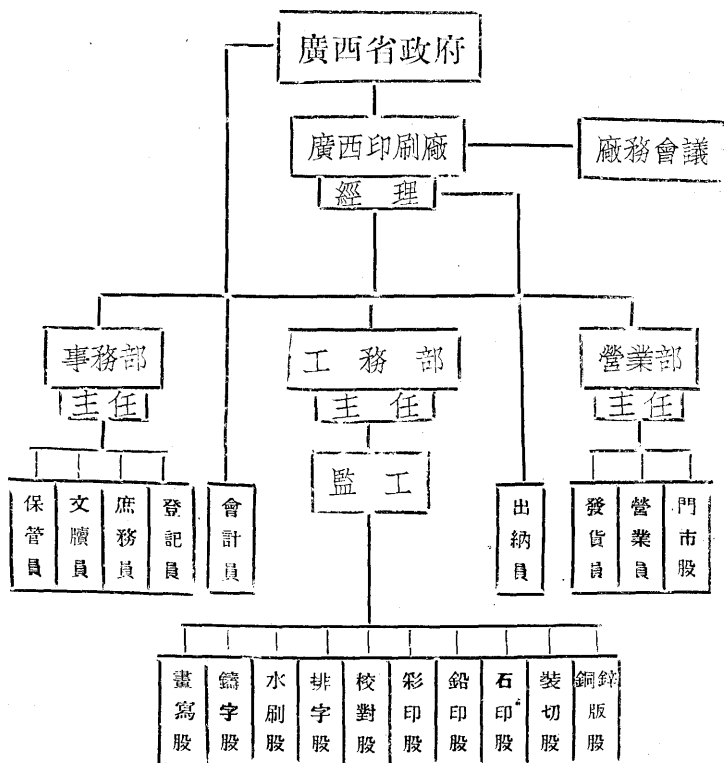 廣西省政府
廣西印刷廠
廠務會議
經理
事務部
工務部
營業部
主任
主任
主任
監工
保管員
文牘員
庶務員
登記員
會計員
出納員
發貨員
營業員
門市股
畫寫股
鑄字股
水刷股
排字股
校對股
彩印股
鉛印股
石印股
裝切股
銅鋅版股